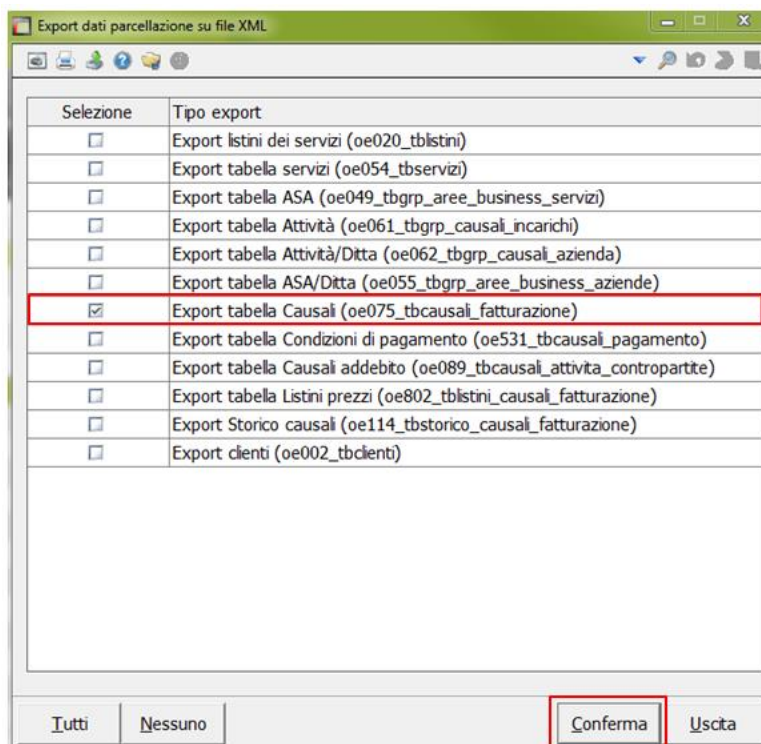 Export dati parcellazione su file XML
Selezione Tipo export
Export listini dei servizi (oe020_tblistini)
Export tabella servizi (oe054_tbservizi)
Export tabella ASA (oe049_tbgrp_aree_business_servizi)
Export tabella Attività (oe061_tbgrp_causali_incarichi)
Export tabella Attività/Ditta (oe062_tbgrp_causali_azienda)
Export tabella ASA/Ditta (oe055_tbgrp_aree_business_aziende)
Export tabella Causali (oe075_tbcausali_fatturazione)
Export tabella Condizioni di pagamento (oe531_tbcausali_pagamento)
Export tabella Causali addebito (oe089_tbcausali_attivita_contropartite)
Export tabella Listini prezzi (oe802_tblistini_causali_fatturazione)
Export Storico causali (oe114_tbstorico_causali_fatturazione)
Export clienti (oe002_tbclienti)
Tutti Nessuno Conferma Uscita